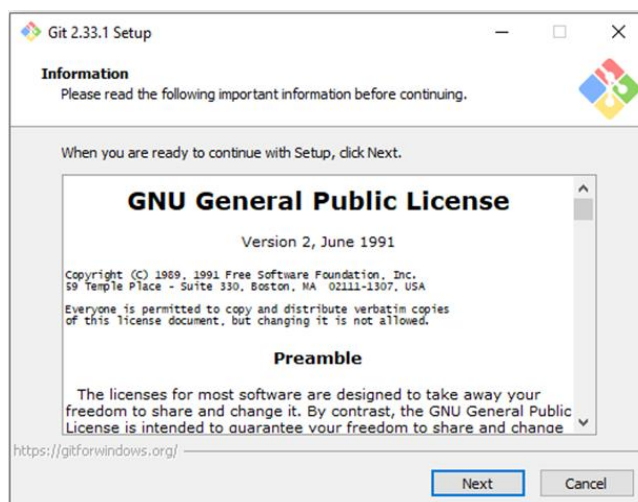 Git 2.33.1 Setup
Information
Please read the following important information before continuing.
When you are ready to continue with Setup, click Next.
GNU General Public License
Version 2, June 1991
Copyright (C) 1989, 1991 Free Software Foundation, Inc.
59 Temple Place - Suite 330, Boston, MA  02111-1307, USA
Everyone is permitted to copy and distribute verbatim copies
of this license document, but changing it is not allowed.
Preamble
The licenses for most software are designed to take away your
freedom to share and change it. By contrast, the GNU General Public
License is intended to guarantee your freedom to share and change
https://gitforwindows.org/
Next
Cancel